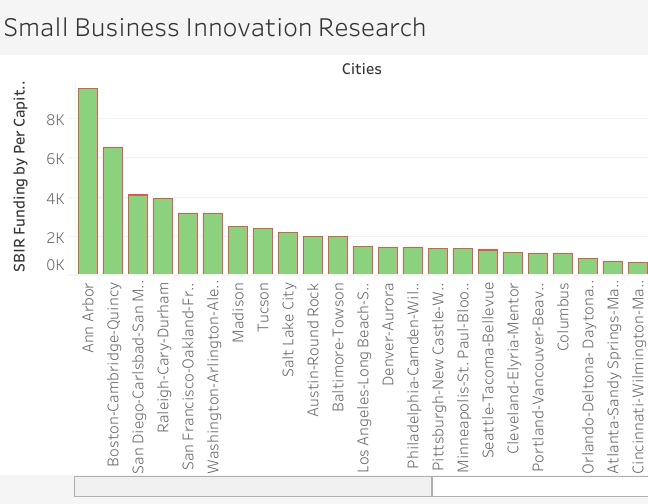 Small Business Innovation Research
Cities
SBIR Funding by Per Capit..
8K
6K
4K
2K
0K
Ann Arbor
Boston-Cambridge-Quincy
San Diego-Carlsbad-San M..
Raleigh-Cary-Durham
San Francisco-Oakland-Fr..
Washington-Arlington-Ale..
Madison
Tucson
Salt Lake City
Austin-Round Rock
Baltimore-Towson
Los Angeles-Long Beach-S..
Denver-Aurora
Philadelphia-Camden-Wil..
Pittsburgh-New Castle-W..
Minneapolis-St. Paul-Bloo..
Seattle-Tacoma-Bellevue
Cleveland-Elyria-Mentor
Portland-Vancouver-Beav..
Columbus
Orlando-Deltona- Daytona..
Atlanta-Sandy Springs-Ma..
Cincinnati-Wilmington-Ma..